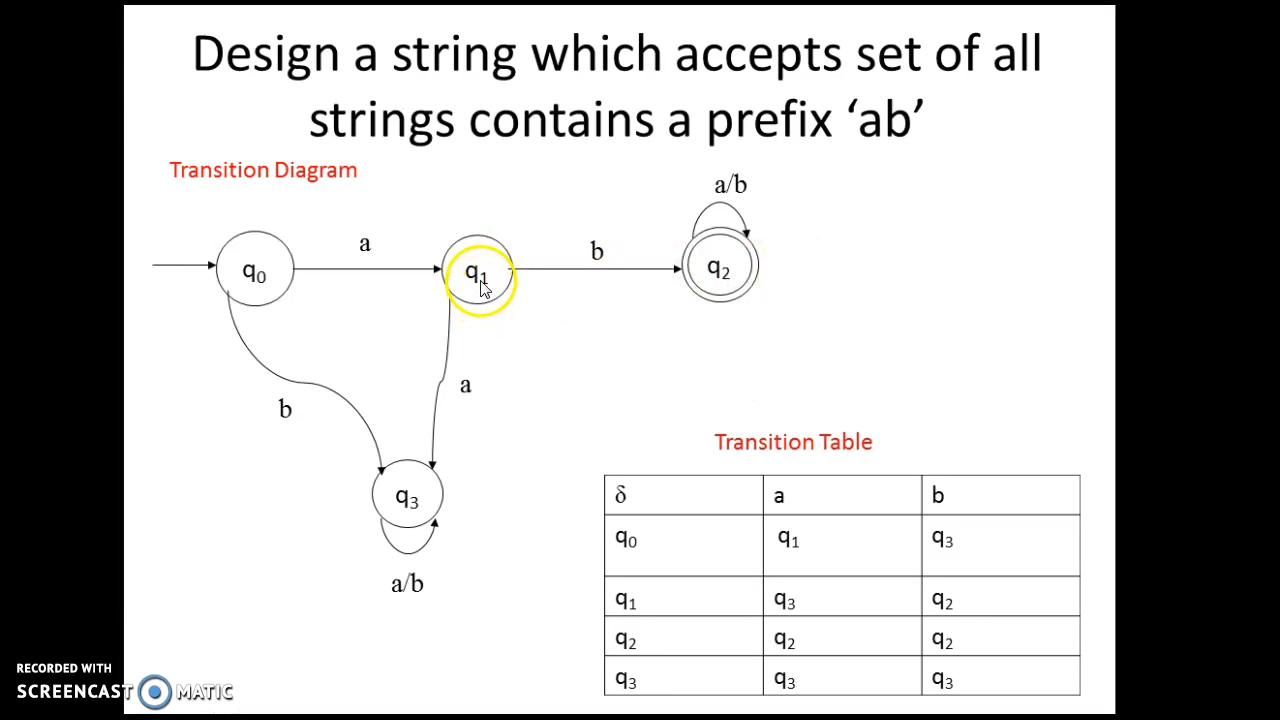 Design a string which accepts set of all
strings contains a prefix ‘ab’
Transition Diagram
a/b
a
b
q₀
q₁
q₂
a
b
Transition Table
q₃
δ a b
q₀ q₁ q₃
a/b
q₁ q₃ q₂
q₂ q₂ q₂
q₃ q₃ q₃
RECORDED WITH
SCREENCAST MATIC